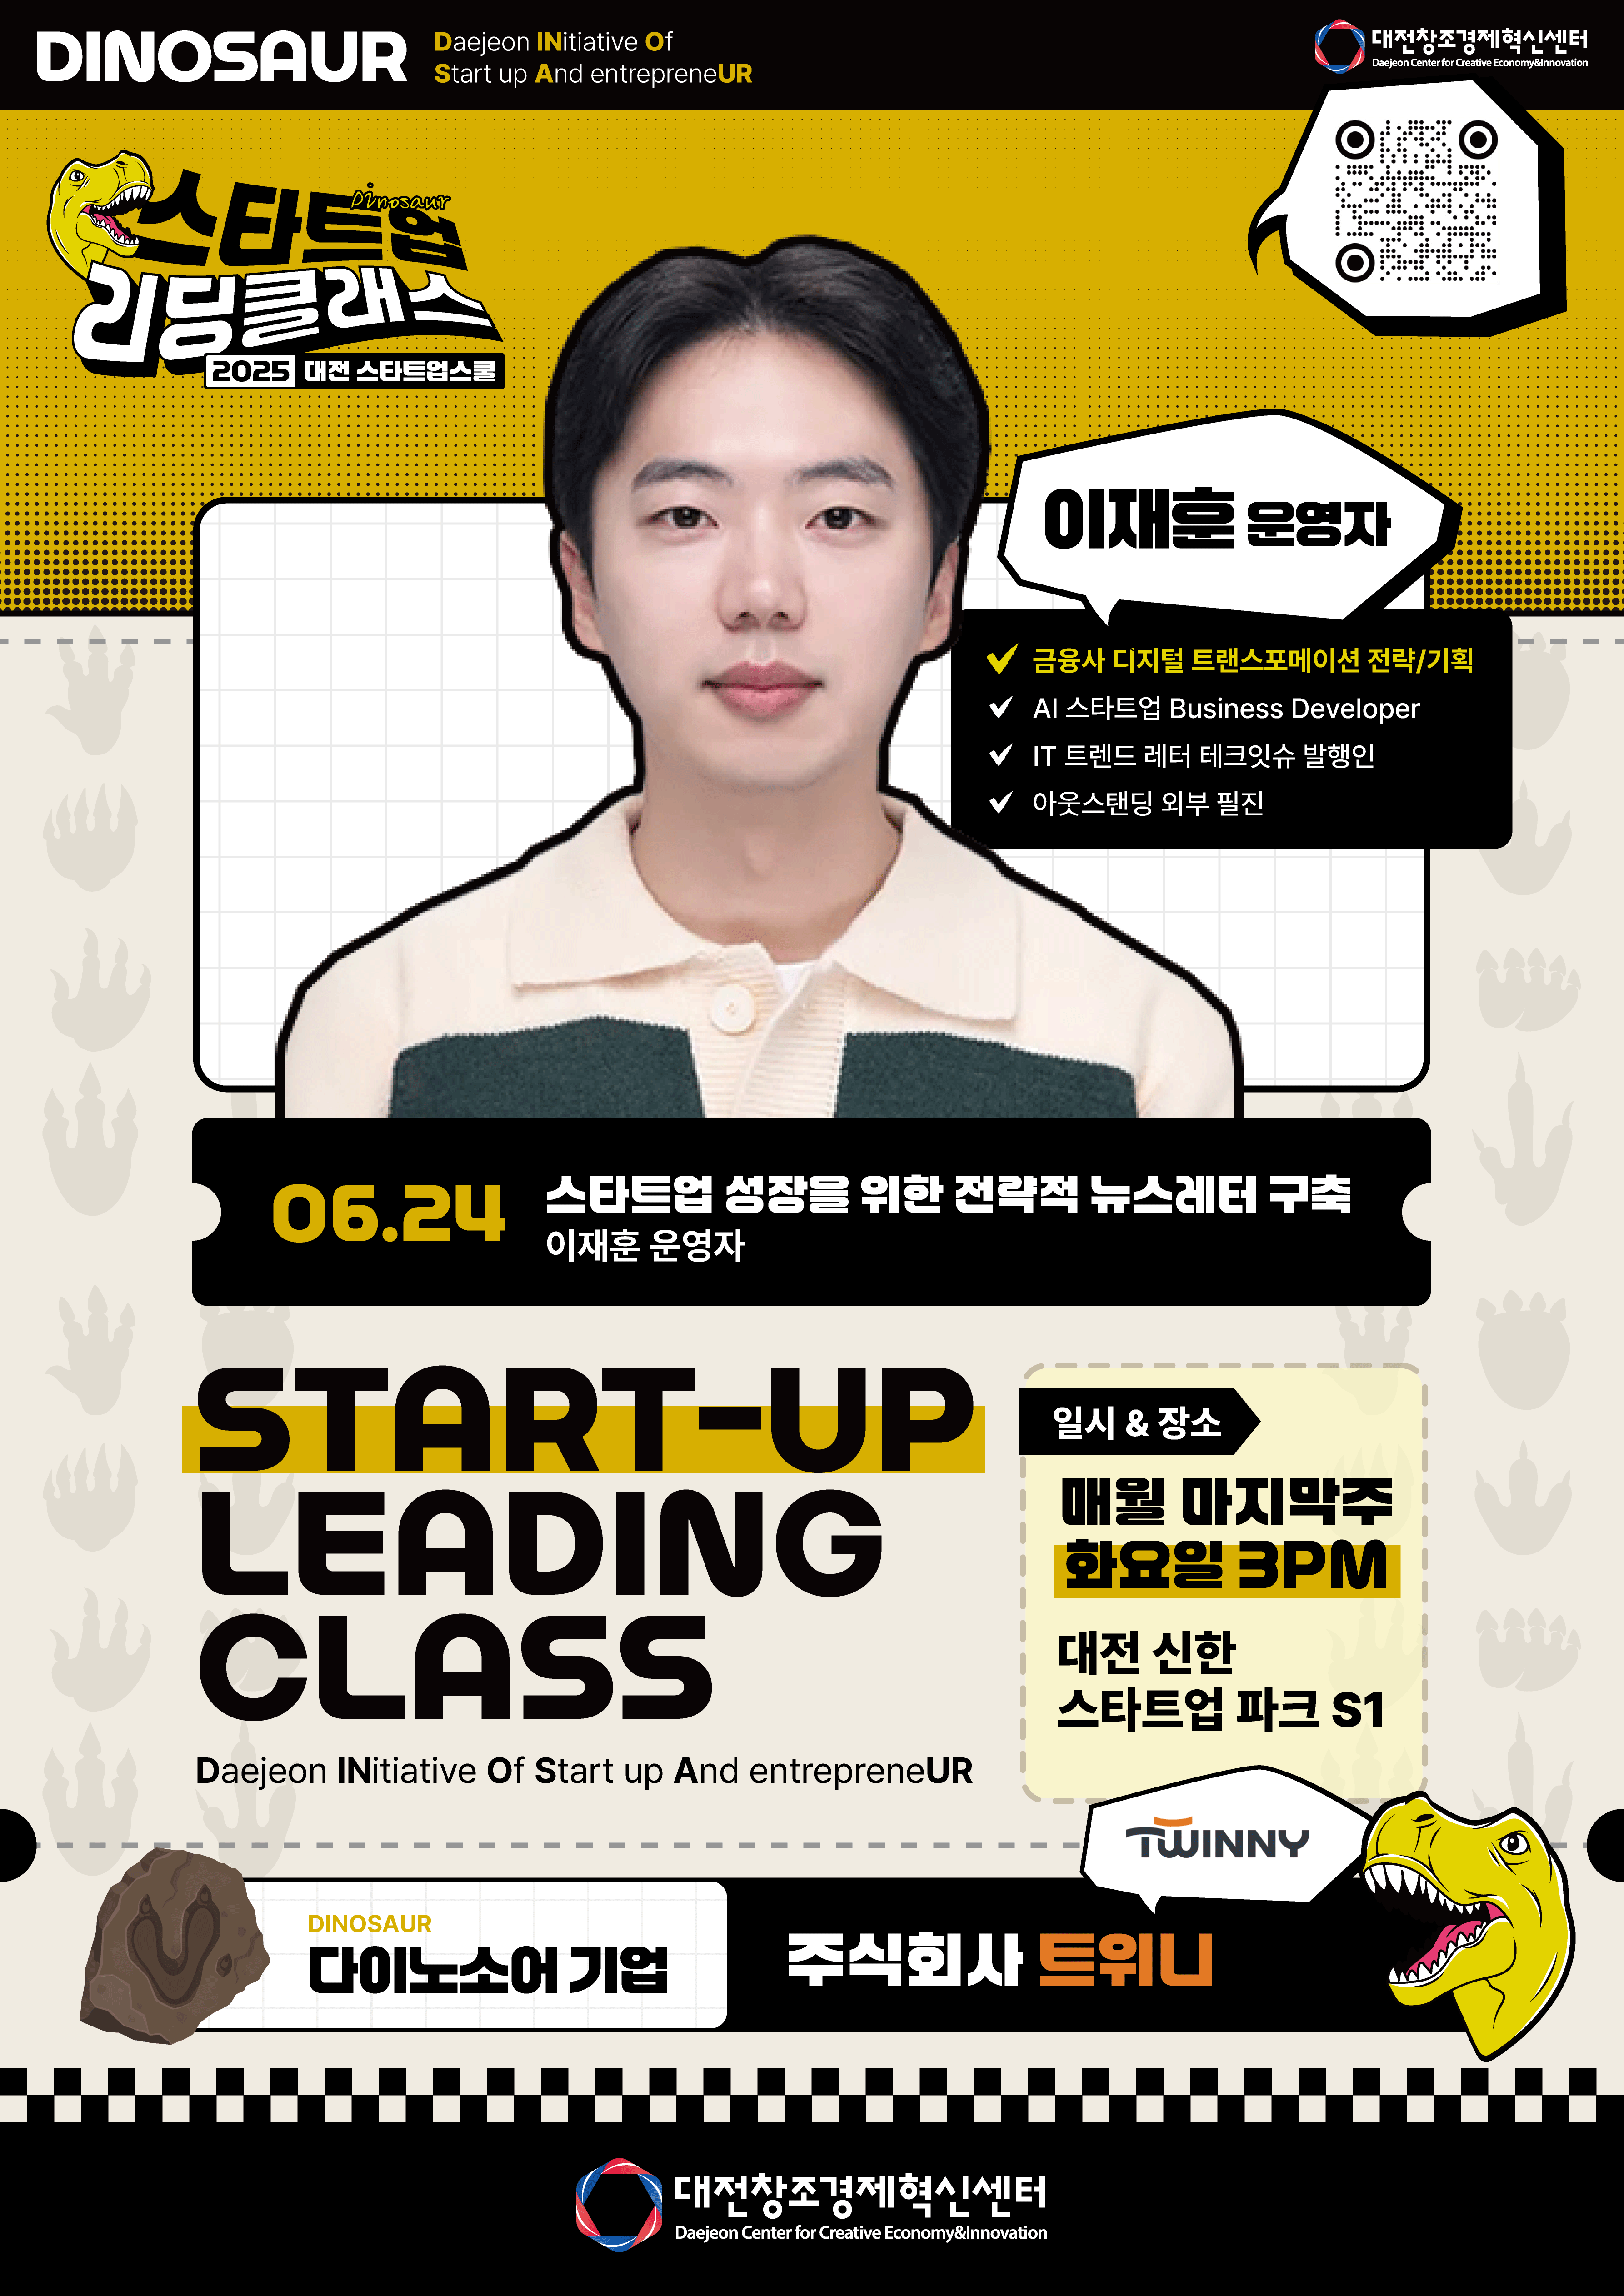 DINOSAUR
Daejeon INitiative Of
Start up And entrepreneUR
대전창조경제혁신센터
Daejeon Center for Creative Economy&Innovation
스타트업
Dinosaur
리딩클래스
2025 대전 스타트업스쿨
이재훈 운영자
금융사 디지털 트랜스포메이션 전략/기획
AI 스타트업 Business Developer
IT 트렌드 레터 테크잇슈 발행인
아웃스탠딩 외부 필진
06.24
스타트업 성장을 위한 전략적 뉴스레터 구축
이재훈 운영자
START-UP
LEADING
CLASS
Daejeon INitiative Of Start up And entrepreneUR
일시 & 장소
매월 마지막주
화요일 3PM
대전 신한
스타트업 파크 S1
TWINNY
DINOSAUR
다이노소어 기업
주식회사 트위니
대전창조경제혁신센터
Daejeon Center for Creative Economy&Innovation